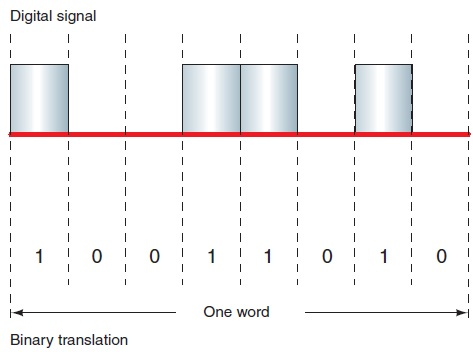 Digital signal
1 0 0 1 1 0 1 0
One word
Binary translation